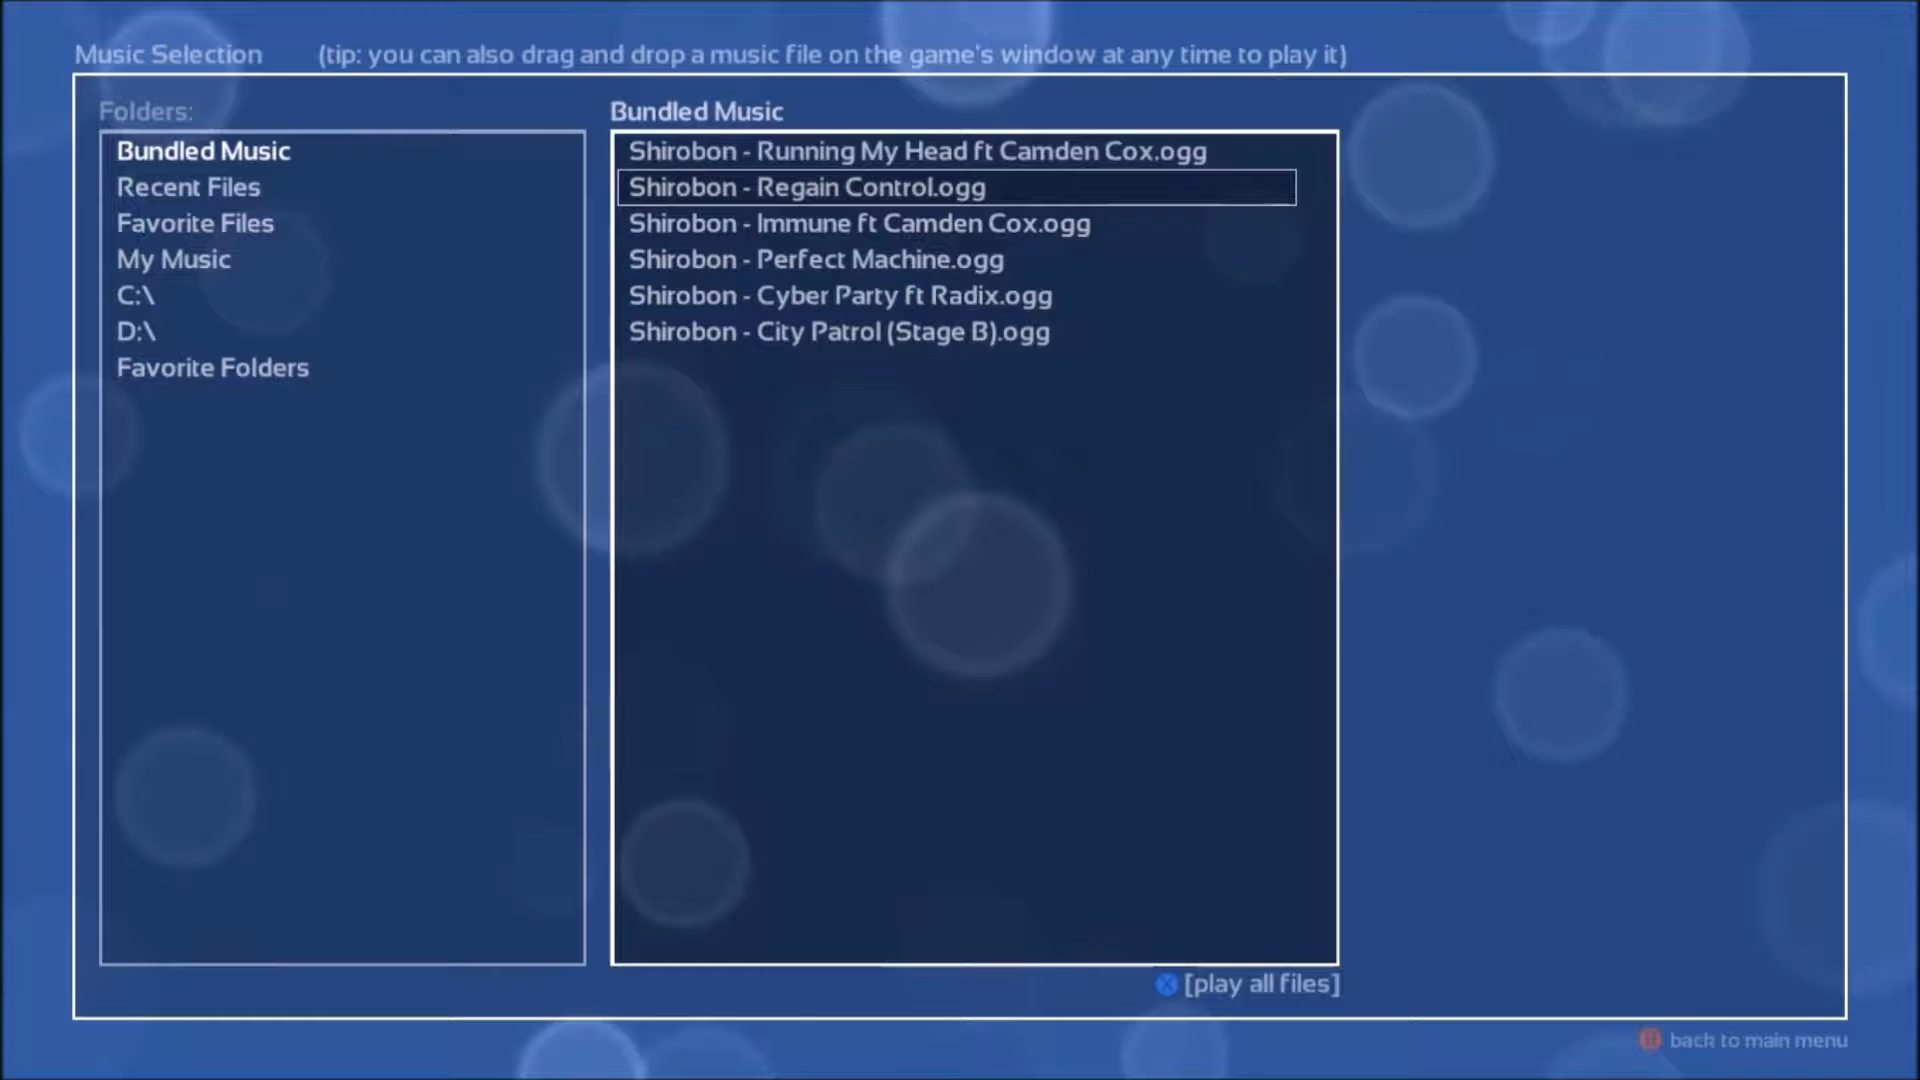 Music Selection (tip: you can also drag and drop a music file on the game's window at any time to play it)
Folders:
Bundled Music
Recent Files
Favorite Files
My Music
C:\
D:\
Favorite Folders
Bundled Music
Shirobon - Running My Head ft Camden Cox.ogg
Shirobon - Regain Control.ogg
Shirobon - Immune ft Camden Cox.ogg
Shirobon - Perfect Machine.ogg
Shirobon - Cyber Party ft Radix.ogg
Shirobon - City Patrol (Stage B).ogg
X [play all files]
B back to main menu